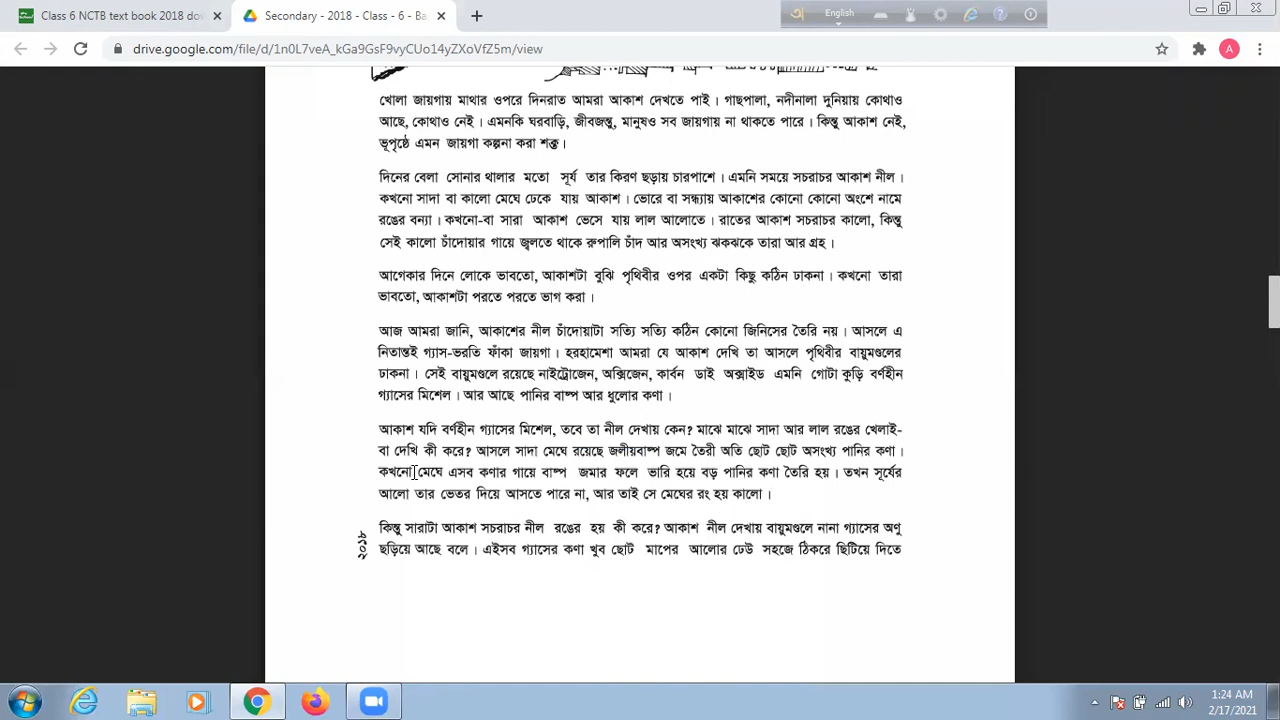 Class 6 NCTB text book 2018 do
Secondary - 2018 - Class - 6 - Ba
English
drive.google.com/file/d/1n0L7veA_kGa9GsF9vyCUo14yZXoVfZ5m/view
A
খোলা জায়গায় মাথার ওপরে দিনরাত আমরা আকাশ দেখতে পাই। গাছপালা, নদীনালা দুনিয়ায় কোথাও
আছে, কোথাও নেই। এমনকি ঘরবাড়ি, জীবজন্তু, মানুষও সব জায়গায় না থাকতে পারে। কিন্তু আকাশ নেই,
ভূপৃষ্ঠে এমন জায়গা কল্পনা করা শক্ত।
দিনের বেলা সোনার থালার মতো সূর্য তার কিরণ ছড়ায় চারপাশে। এমনি সময়ে সচরাচর আকাশ নীল।
কখনো সাদা বা কালো মেঘে ঢেকে যায় আকাশ। ভোরে বা সন্ধ্যায় আকাশের কোনো কোনো অংশে নামে
রঙের বন্যা। কখনো-বা সারা আকাশ ভেসে যায় লাল আলোতে। রাতের আকাশ সচরাচর কালো, কিন্তু
সেই কালো চাঁদোয়ার গায়ে জ্বলতে থাকে রুপালি চাঁদ আর অসংখ্য ঝকঝকে তারা আর গ্রহ।
আগেকার দিনে লোকে ভাবতো, আকাশটা বুঝি পৃথিবীর ওপর একটা কিছু কঠিন ঢাকনা। কখনো তারা
ভাবতো, আকাশটা পরতে পরতে ভাগ করা।
আজ আমরা জানি, আকাশের নীল চাঁদোয়াটা সত্যি সত্যি কঠিন কোনো জিনিসের তৈরি নয়। আসলে এ
নিতান্তই গ্যাস-ভরতি ফাঁকা জায়গা। হরহামেশা আমরা যে আকাশ দেখি তা আসলে পৃথিবীর বায়ুমণ্ডলের
ঢাকনা। সেই বায়ুমণ্ডলে রয়েছে নাইট্রোজেন, অক্সিজেন, কার্বন ডাই অক্সাইড এমনি গোটা কুড়ি বর্ণহীন
গ্যাসের মিশেল। আর আছে পানির বাষ্প আর ধুলোর কণা।
আকাশ যদি বর্ণহীন গ্যাসের মিশেল, তবে তা নীল দেখায় কেন? মাঝে মাঝে সাদা আর লাল রঙের খেলাই-
বা দেখি কী করে? আসলে সাদা মেঘে রয়েছে জলীয়বাষ্প জমে তৈরী অতি ছোট ছোট অসংখ্য পানির কণা।
কখনো মেঘে এসব কণার গায়ে বাষ্প জমার ফলে ভারি হয়ে বড় পানির কণা তৈরি হয়। তখন সূর্যের
আলো তার ভেতর দিয়ে আসতে পারে না, আর তাই সে মেঘের রং হয় কালো।
কিন্তু সারাটা আকাশ সচরাচর নীল রঙের হয় কী করে? আকাশ নীল দেখায় বায়ুমণ্ডলে নানা গ্যাসের অণু
ছড়িয়ে আছে বলে। এইসব গ্যাসের কণা খুব ছোট মাপের আলোর ঢেউ সহজে ঠিকরে ছিটিয়ে দিতে
২০১৮
1:24 AM
2/17/2021